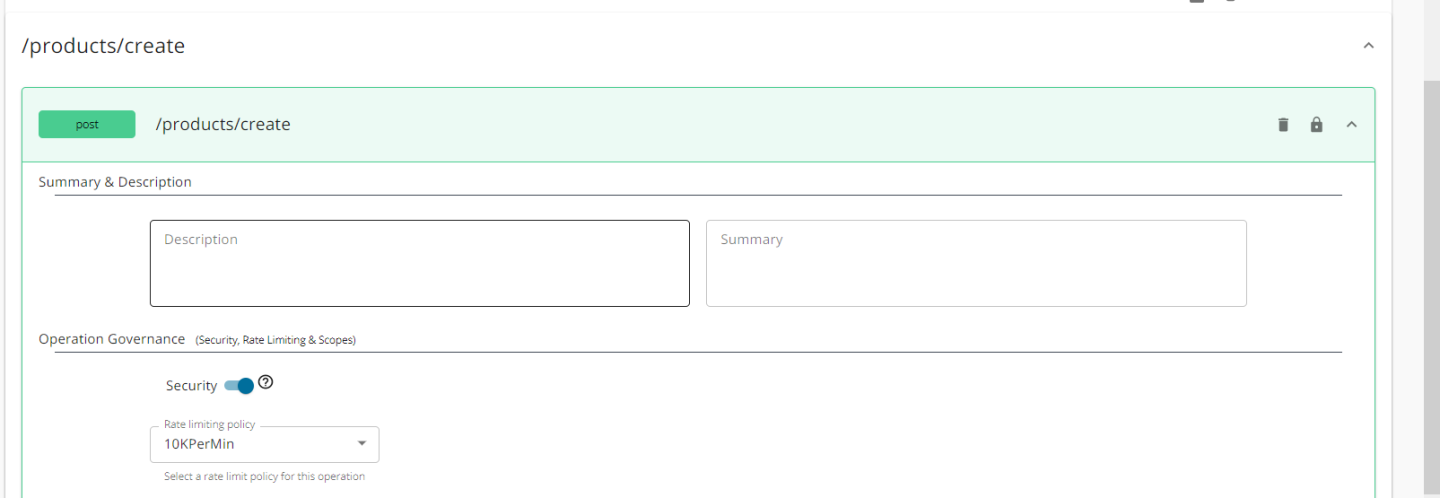 /products/create
post /products/create
Summary & Description
Description Summary
Operation Governance (Security, Rate Limiting & Scopes)
Security
Rate limiting policy
10KPerMin
Select a rate limit policy for this operation